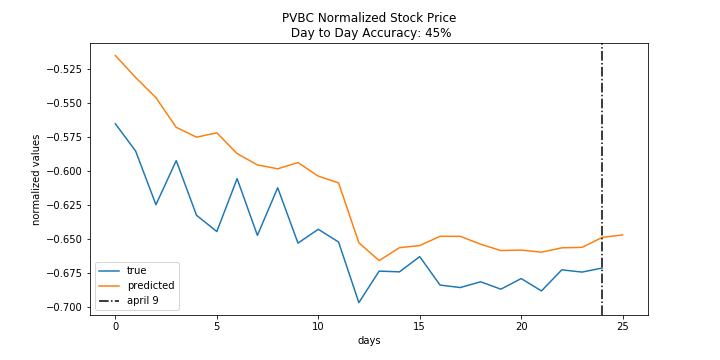 PVBC Normalized Stock Price
Day to Day Accuracy: 45%
normalized values
−0.525
−0.550
−0.575
−0.600
−0.625
−0.650
−0.675
−0.700
true
predicted
april 9
0
5
10
15
20
25
days